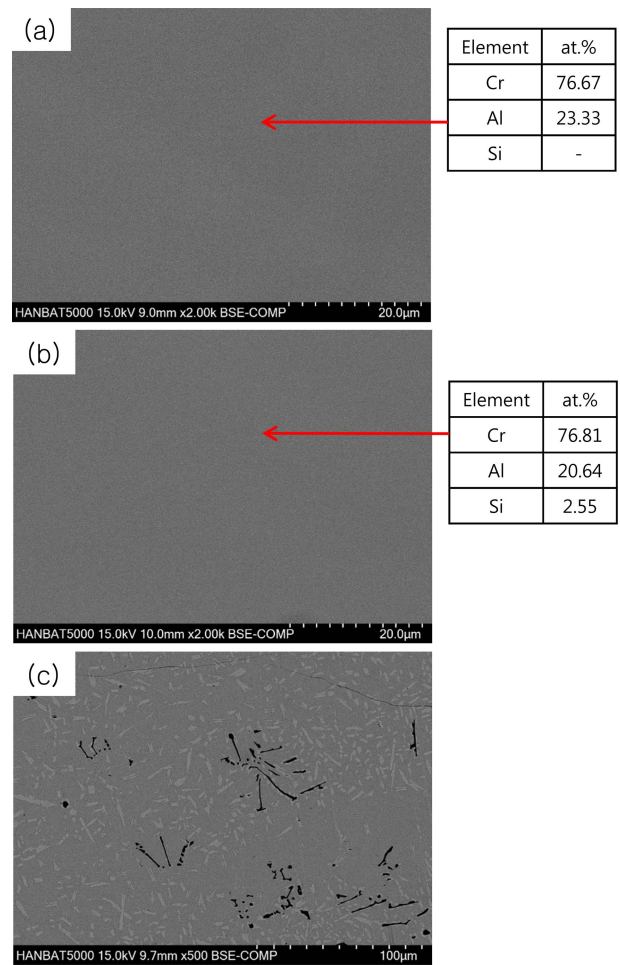 (a)
Element at.%
Cr 76.67
Al 23.33
Si -
HANBAT5000 15.0kV 9.0mm x2.00k BSE-COMP 20.0μm
(b)
Element at.%
Cr 76.81
Al 20.64
Si 2.55
HANBAT5000 15.0kV 10.0mm x2.00k BSE-COMP 20.0μm
(c)
HANBAT5000 15.0kV 9.7mm x500 BSE-COMP 100μm